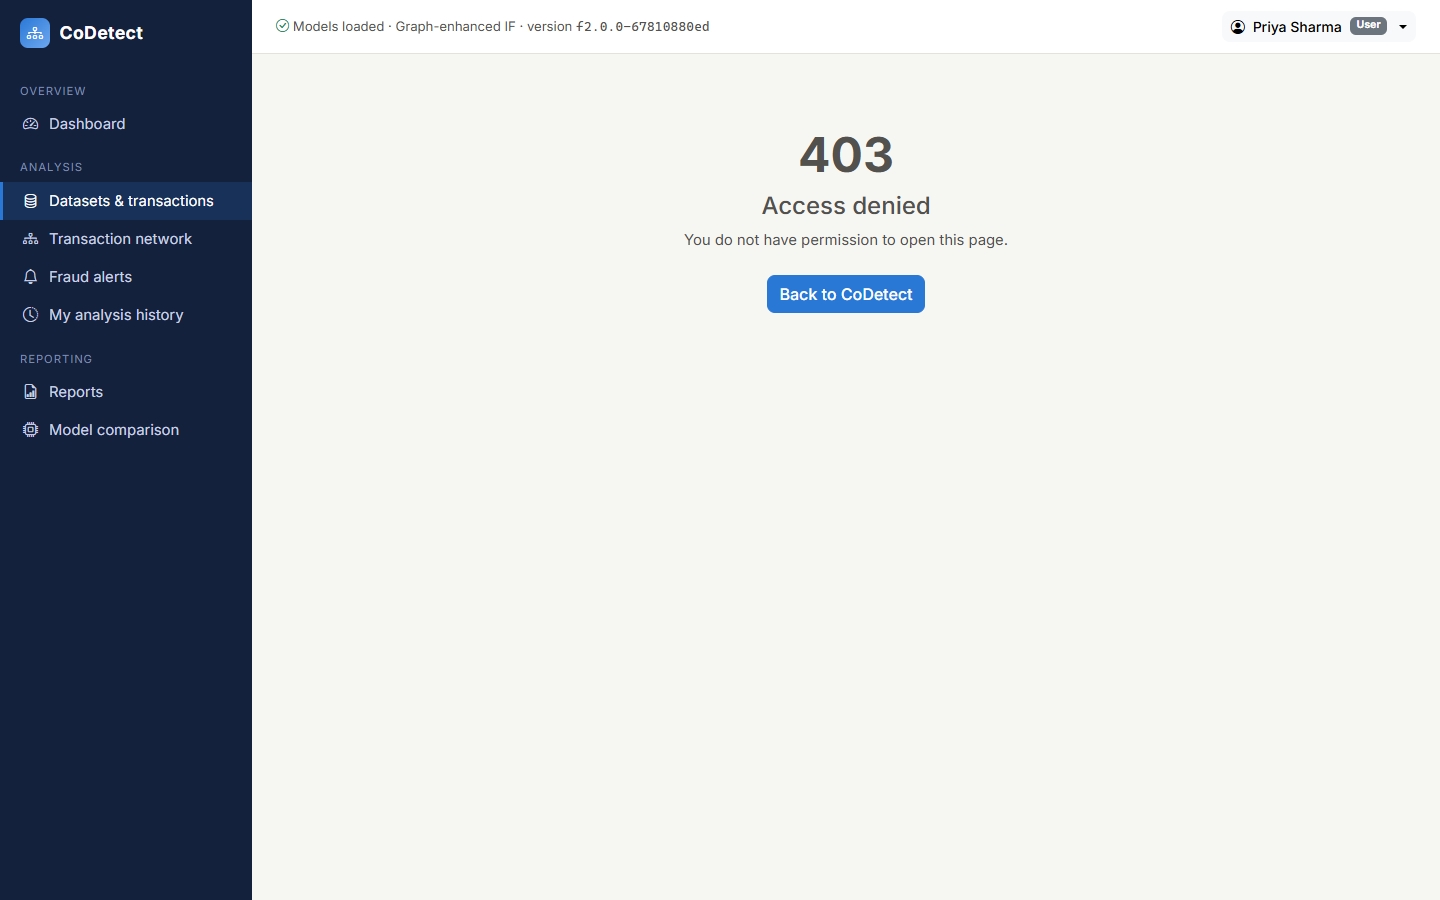 CoDetect
Models loaded · Graph-enhanced IF · version f2.0.0-67810880ed
Priya Sharma User
OVERVIEW
Dashboard
ANALYSIS
Datasets & transactions
Transaction network
Fraud alerts
My analysis history
REPORTING
Reports
Model comparison
403
Access denied
You do not have permission to open this page.
Back to CoDetect